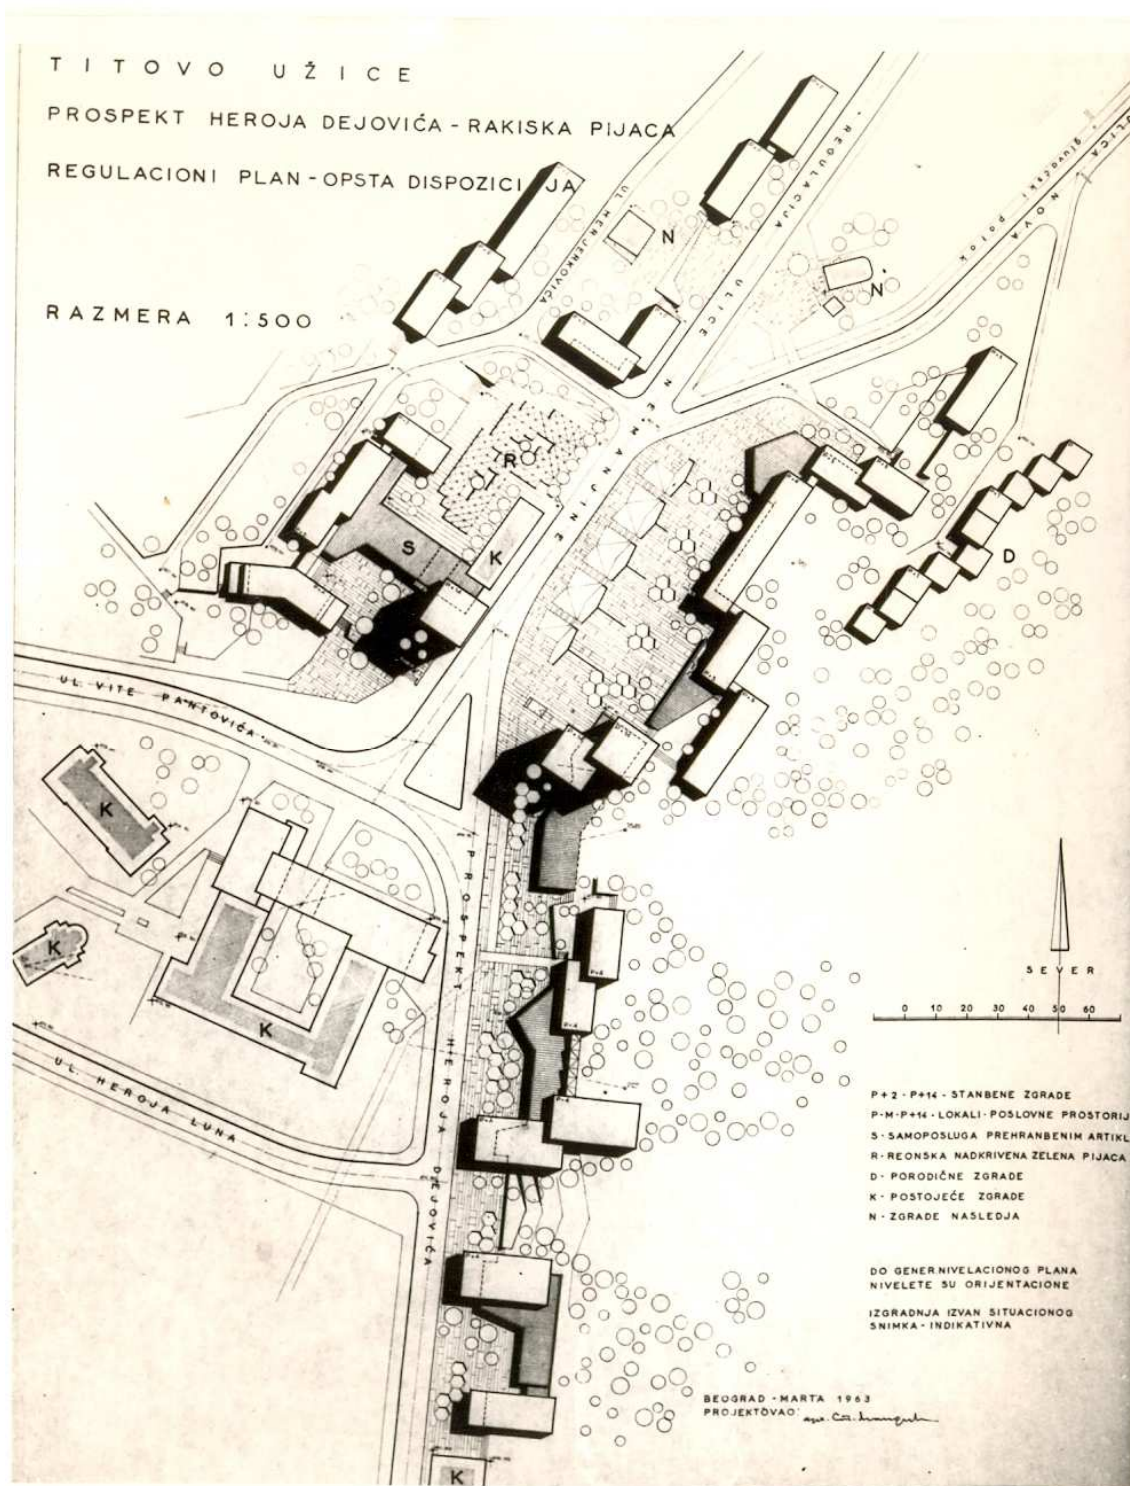 TITOVO UŽICE
PROSPEKT HEROJA DEJOVIĆA - RAKISKA PIJACA
REGULACIONI PLAN - OPSTA DISPOZICIJA
RAZMERA 1:500
UL MERJERKOVIĆA
REGULACIJA ULICE NEMANJINE
ULICA NOVA
potok
N
N
R
S
K
D
UL. VITE PANTOVIĆA
K
K
K
UL. HEROJA LUNA
PROSPEKT HEROJA DEJOVIĆA
K
SEVER
0 10 20 30 40 50 60
P+2 - P+14 - STANBENE ZGRADE
P-M-P+14 - LOKALI - POSLOVNE PROSTORIJ
S - SAMOPOSLUGA PREHRANBENIM ARTIKL
R - REONSKA NADKRIVENA ZELENA PIJACA
D - PORODIČNE ZGRADE
K - POSTOJEĆE ZGRADE
N - ZGRADE NASLEDJA
DO GENER.NIVELACIONOG PLANA
NIVELETE SU ORIJENTACIONE
IZGRADNJA IZVAN SITUACIONOG
SNIMKA - INDIKATIVNA
BEOGRAD - MARTA 1963
PROJEKTOVAO: